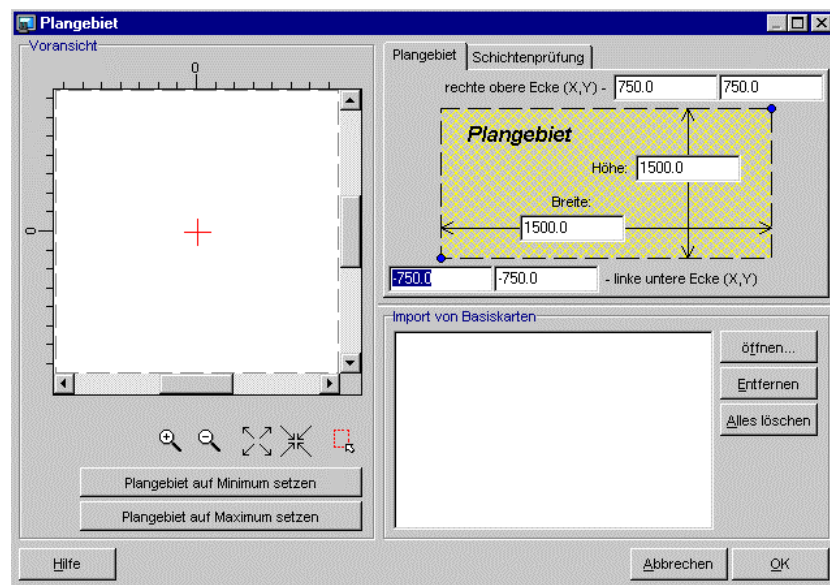 Plangebiet
Voransicht
0
0
Plangebiet auf Minimum setzen
Plangebiet auf Maximum setzen
Plangebiet Schichtenprüfung
rechte obere Ecke (X,Y) - 750.0 750.0
Plangebiet
Höhe: 1500.0
Breite:
1500.0
-750.0 -750.0 - linke untere Ecke (X,Y)
Import von Basiskarten
öffnen...
Entfernen
Alles löschen
Hilfe Abbrechen OK